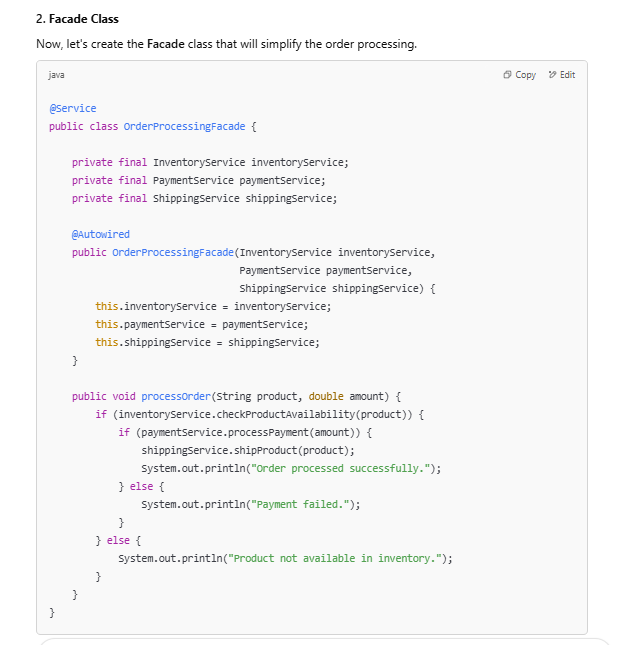 2. Facade Class
Now, let's create the Facade class that will simplify the order processing.
java
Copy
Edit
@Service
public class OrderProcessingFacade {
    private final InventoryService inventoryService;
    private final PaymentService paymentService;
    private final ShippingService shippingService;
    @Autowired
    public OrderProcessingFacade(InventoryService inventoryService,
                                 PaymentService paymentService,
                                 ShippingService shippingService) {
        this.inventoryService = inventoryService;
        this.paymentService = paymentService;
        this.shippingService = shippingService;
    }
    public void processOrder(String product, double amount) {
        if (inventoryService.checkProductAvailability(product)) {
            if (paymentService.processPayment(amount)) {
                shippingService.shipProduct(product);
                System.out.println("Order processed successfully.");
            } else {
                System.out.println("Payment failed.");
            }
        } else {
            System.out.println("Product not available in inventory.");
        }
    }
}